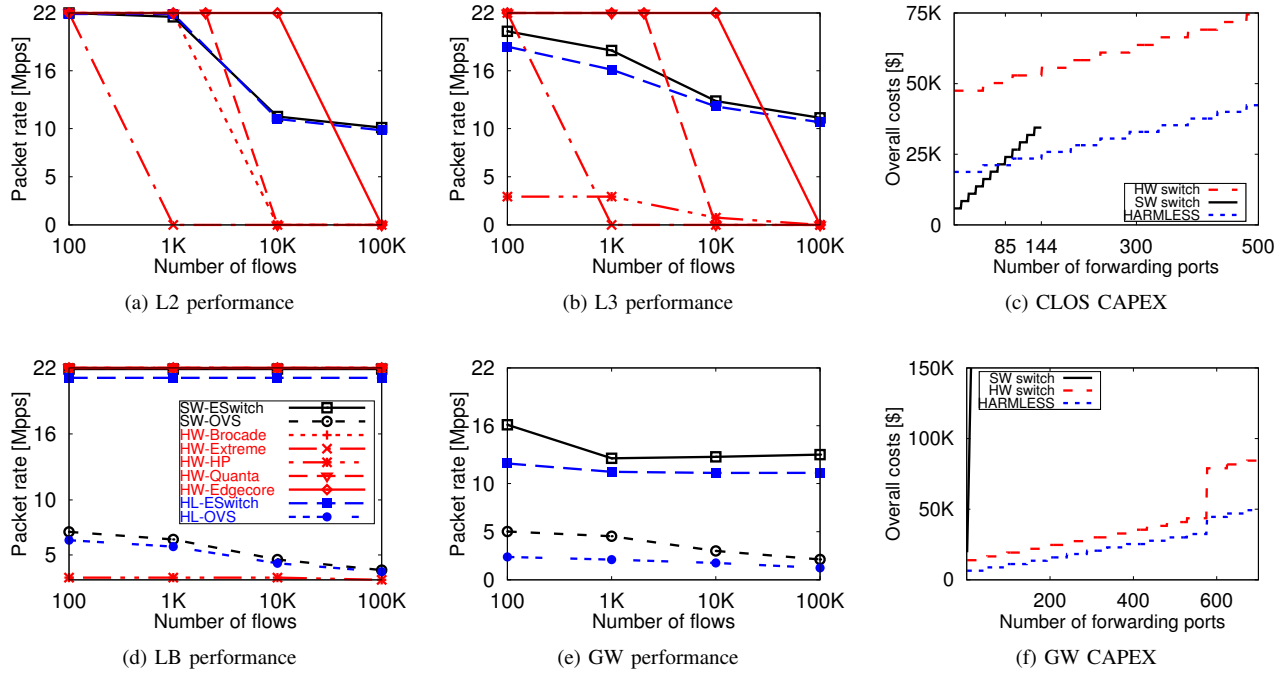 22
16
10
5
0
Packet rate [Mpps]
100
1K
10K
100K
Number of flows
(a) L2 performance
22
16
10
5
0
Packet rate [Mpps]
100
1K
10K
100K
Number of flows
(b) L3 performance
75K
50K
25K
0
Overall costs [$]
HW switch
SW switch
HARMLESS
85
144
300
500
Number of forwarding ports
(c) CLOS CAPEX
22
16
10
5
Packet rate [Mpps]
SW-ESwitch
SW-OVS
HW-Brocade
HW-Extreme
HW-HP
HW-Quanta
HW-Edgecore
HL-ESwitch
HL-OVS
100
1K
10K
100K
Number of flows
(d) LB performance
22
16
10
5
0
Packet rate [Mpps]
100
1K
10K
100K
Number of flows
(e) GW performance
150K
100K
50K
0
Overall costs [$]
SW switch
HW switch
HARMLESS
200
400
600
Number of forwarding ports
(f) GW CAPEX